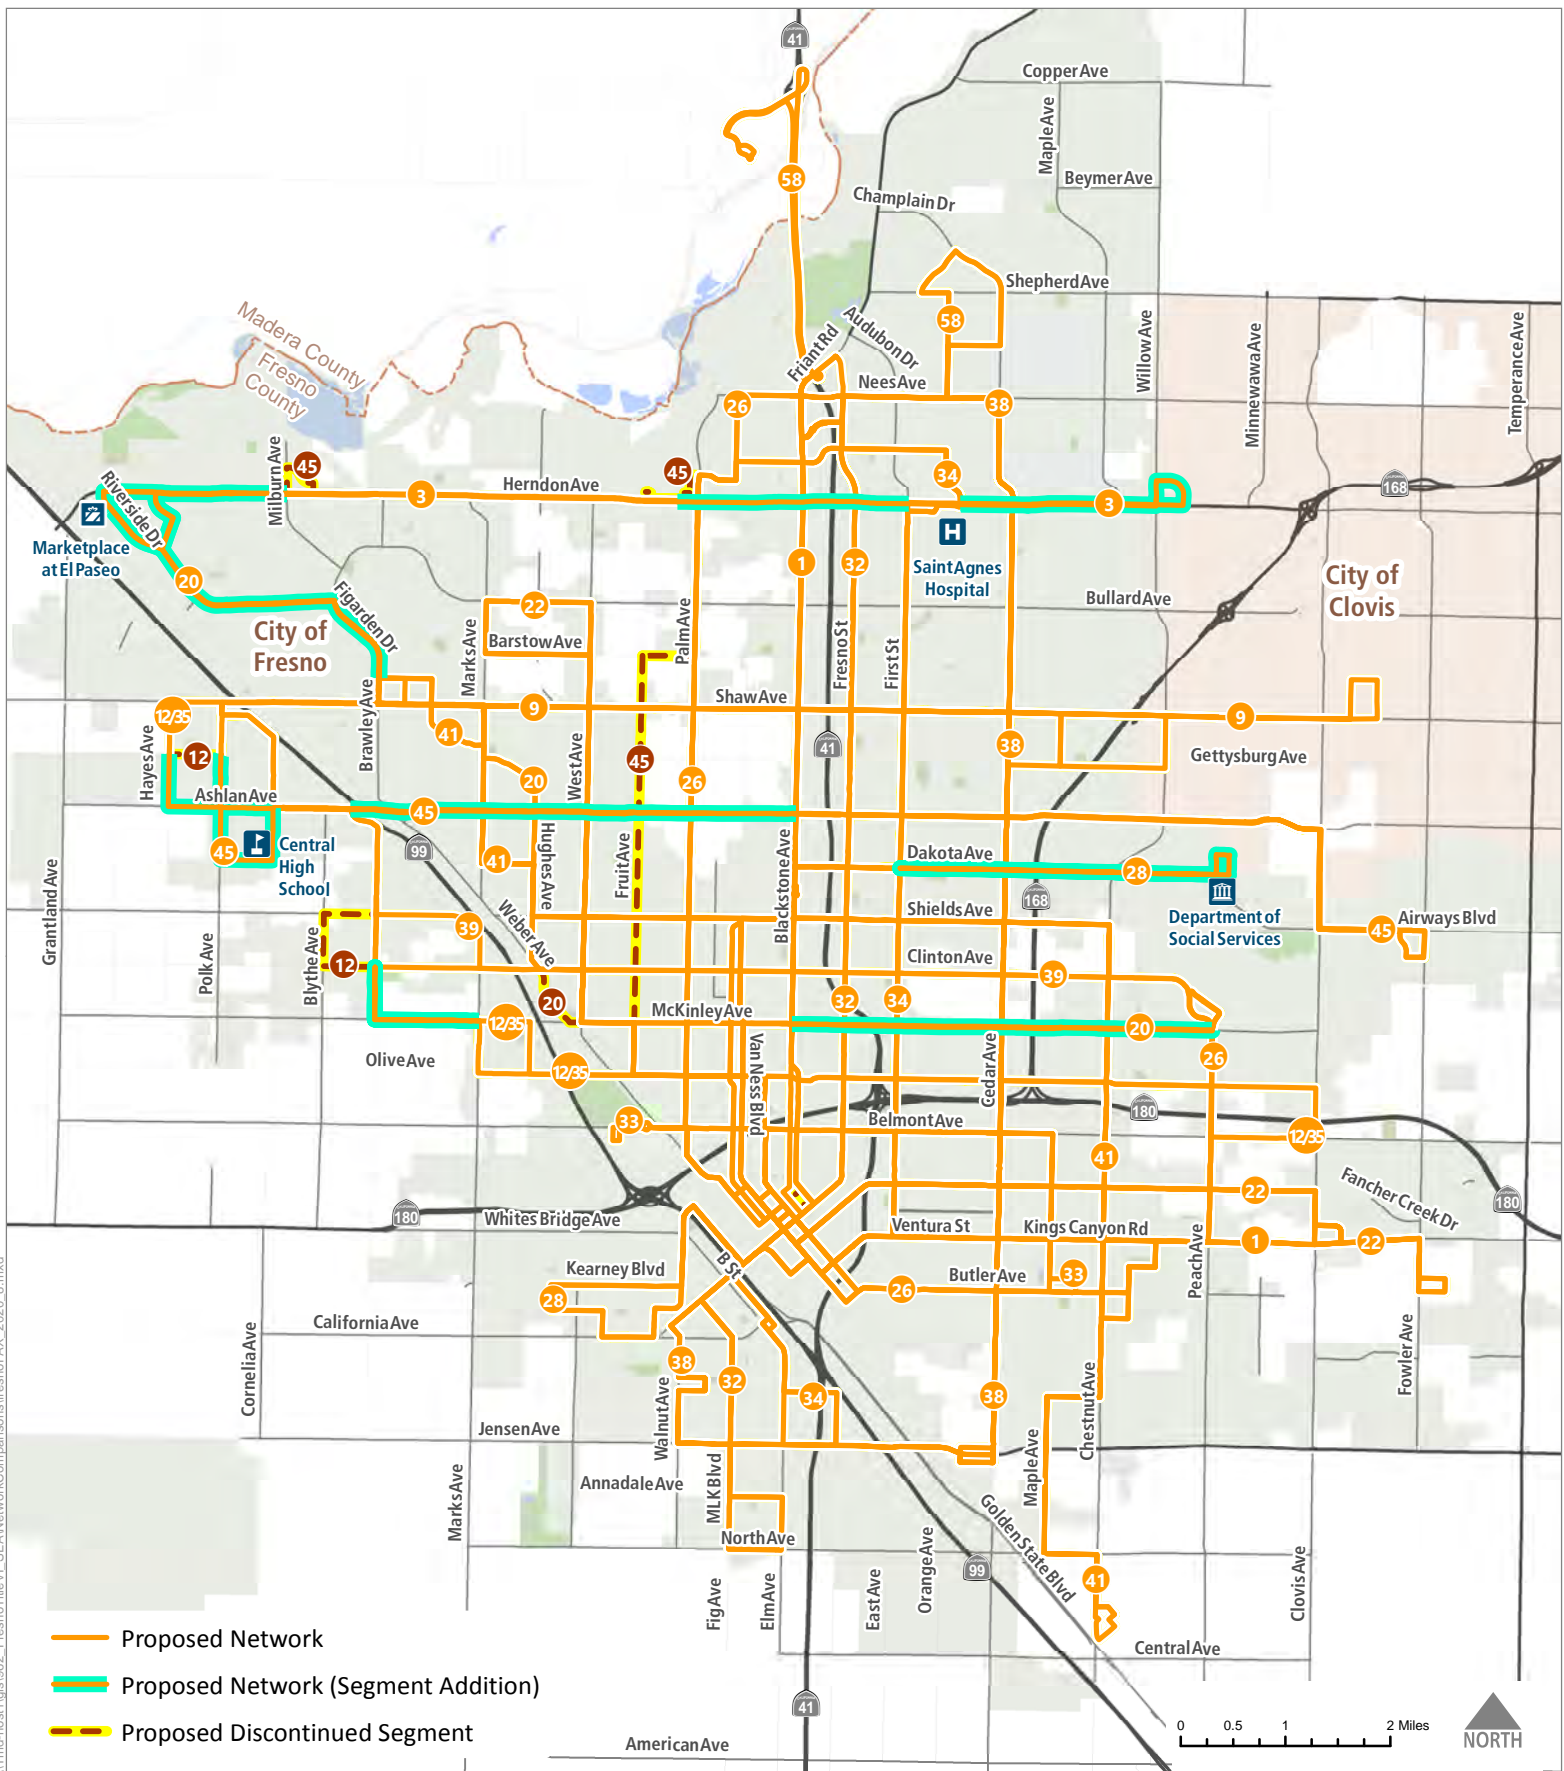 41
Copper Ave
Maple Ave
Beymer Ave
58
Champlain Dr
Shepherd Ave
58
Madera County
Fresno
County
Friant Rd
Audubon Dr
Nees Ave
Willow Ave
Minnewawa Ave
Temperance Ave
26
38
Milburn Ave
45
45
Herndon Ave
3
34
3
168
Riverside Dr
Marketplace
at El Paseo
H
Saint Agnes
Hospital
1
32
20
City of
Clovis
Figarden Dr
22
Bullard Ave
City of
Fresno
Marks Ave
Barstow Ave
Palm Ave
Fresno St
First St
Shaw Ave
12/35
9
9
Brawley Ave
41
41
38
Hayes Ave
12
West Ave
45
Gettysburg Ave
20
26
Ashlan Ave
45
45
Central
High
School
99
41
Hughes Ave
Fruit Ave
Blackstone Ave
Dakota Ave
28
168
Department of
Social Services
Grantland Ave
Shields Ave
45
Airways Blvd
39
Weber Ave
Polk Ave
Blythe Ave
12
Clinton Ave
39
20
McKinley Ave
32
34
12/35
20
Olive Ave
12/35
Van Ness Blvd
Cedar Ave
26
180
33
Belmont Ave
12/35
41
22
Fancher Creek Dr
180
180
Whites Bridge Ave
Ventura St
Kings Canyon Rd
1
22
Peach Ave
B St
Kearney Blvd
28
26
Butler Ave
33
California Ave
Cornelia Ave
38
32
34
38
Walnut Ave
Chestnut Ave
Fowler Ave
Jensen Ave
Marks Ave
Annadale Ave
MLK Blvd
Maple Ave
North Ave
Golden State Blvd
99
41
Fig Ave
Elm Ave
East Ave
Orange Ave
Clovis Ave
Proposed Network
Central Ave
Proposed Network (Segment Addition)
41
Proposed Discontinued Segment
0 0.5 1 2 Miles
NORTH
American Ave